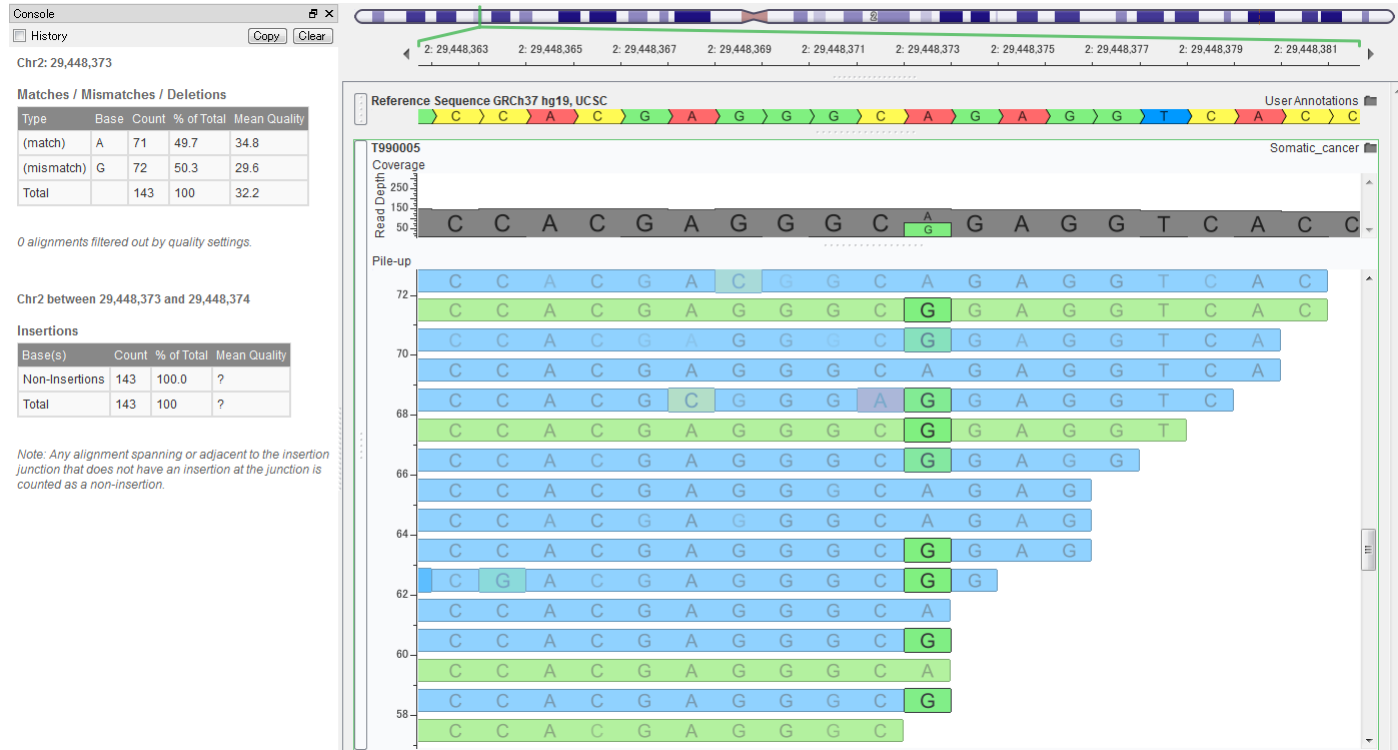 Console
History
Copy Clear
Chr2: 29,448,373
Matches / Mismatches / Deletions
Type Base Count % of Total Mean Quality
(match) A 71 49.7 34.8
(mismatch) G 72 50.3 29.6
Total 143 100 32.2
0 alignments filtered out by quality settings.
Chr2 between 29,448,373 and 29,448,374
Insertions
Base(s) Count % of Total Mean Quality
Non-Insertions 143 100.0 ?
Total 143 100 ?
Note: Any alignment spanning or adjacent to the insertion
junction that does not have an insertion at the junction is
counted as a non-insertion.
2
2: 29,448,363 2: 29,448,365 2: 29,448,367 2: 29,448,369 2: 29,448,371 2: 29,448,373 2: 29,448,375 2: 29,448,377 2: 29,448,379 2: 29,448,381
Reference Sequence GRCh37 hg19, UCSC User Annotations
C C A C G A G G G C A G A G G T C A C C
T990005 Somatic_cancer
Coverage
Read Depth
250
150
50
C C A C G A G G G C A G G A G G T C A C C
Pile-up
C C A C G A C G G C A G A G G T C A C
72
C C A C G A G G G C G G A G G T C A C
C C A C G A G G G C G G A G G T C A
70
C C A C G A G G G C A G A G G T C A
C C A C G C G G G A G G A G G T C
68
C C A C G A G G G C G G A G G T
C C A C G A G G G C G G A G G
66
C C A C G A G G G C A G A G
C C A C G A G G G C A G A G
64
C C A C G A G G G C G G A G
C G A C G A G G G C G G
62
C C A C G A G G G C A
C C A C G A G G G C G
60
C C A C G A G G G C A
C C A C G A G G G C G
58
C C A C G A G G G C